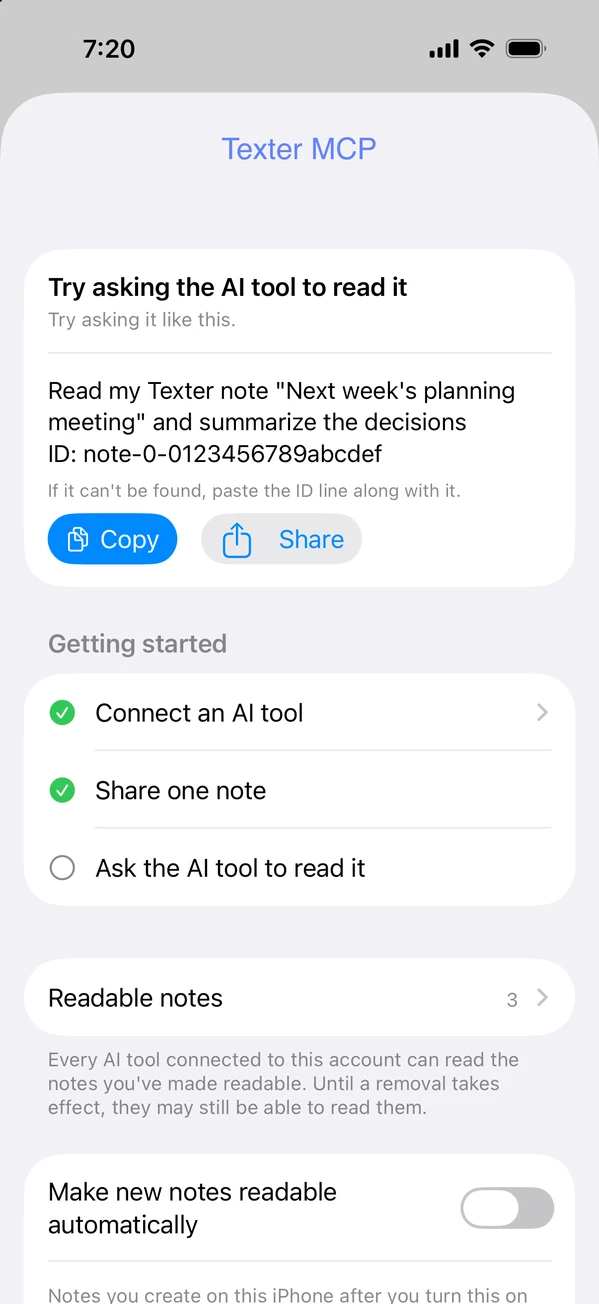 7:20
Texter MCP
Try asking the AI tool to read it
Try asking it like this.
Read my Texter note "Next week's planning
meeting" and summarize the decisions
ID: note-0-0123456789abcdef
If it can't be found, paste the ID line along with it.
Copy
Share
Getting started
Connect an AI tool
Share one note
Ask the AI tool to read it
Readable notes
3
Every AI tool connected to this account can read the
notes you've made readable. Until a removal takes
effect, they may still be able to read them.
Make new notes readable
automatically
Notes you create on this iPhone after you turn this on